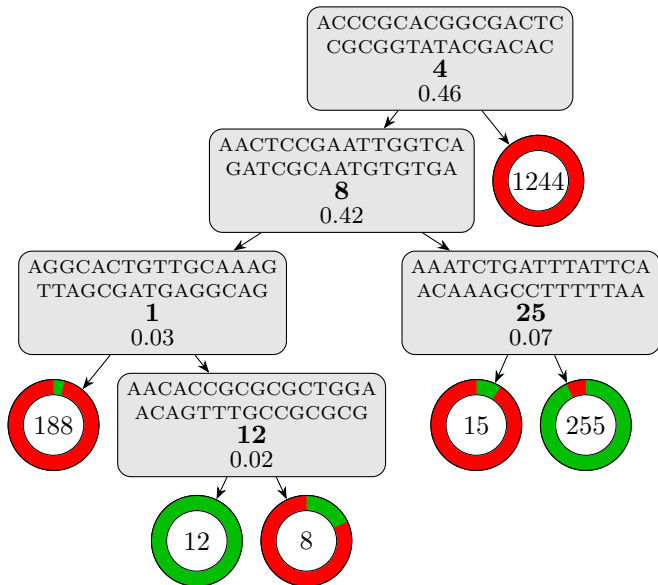 ACCCGCACGGCGACTC
CGCGGTATACGACAC
4
0.46
AACTCCGAATTGGTCA
GATCGCAATGTGTGA
8
0.42
1244
AGGCACTGTTGCAAAG
TTAGCGATGAGGCAG
1
0.03
AAATCTGATTTATTCA
ACAAAGCCTTTTTAA
25
0.07
188
AACACCGCGCGCTGGA
ACAGTTTGCCGCGCG
12
0.02
15
255
12
8